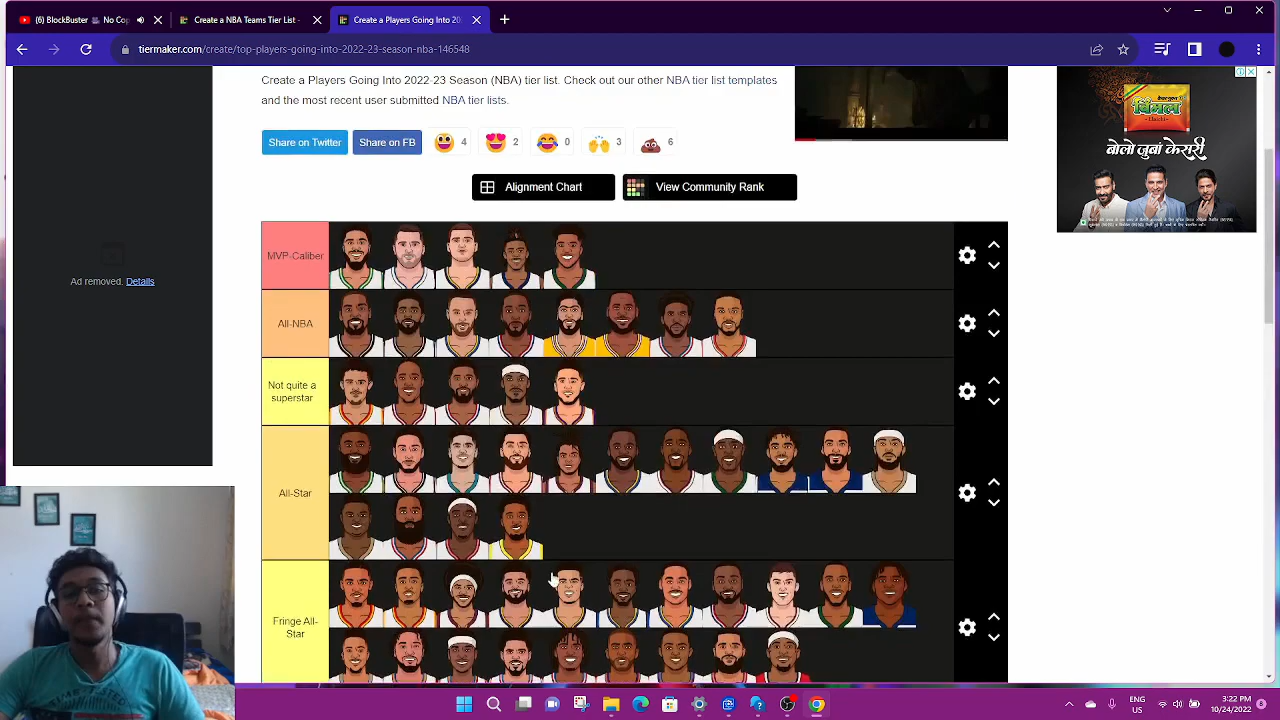 (6) BlockBuster 🎬 No Cop
Create a NBA Teams Tier List -
Create a Players Going Into 20
tiermaker.com/create/top-players-going-into-2022-23-season-nba-146548
Create a Players Going Into 2022-23 Season (NBA) tier list. Check out our other NBA tier list templates
and the most recent user submitted NBA tier lists.
Share on Twitter
Share on FB
4
2
0
3
6
Alignment Chart
View Community Rank
Ad removed. Details
विमल
Elaichi
बोलो ज़ुबां केसरी
MVP-Caliber
All-NBA
Not quite a
superstar
All-Star
Fringe All-
Star
ENG
US
3:22 PM
10/24/2022